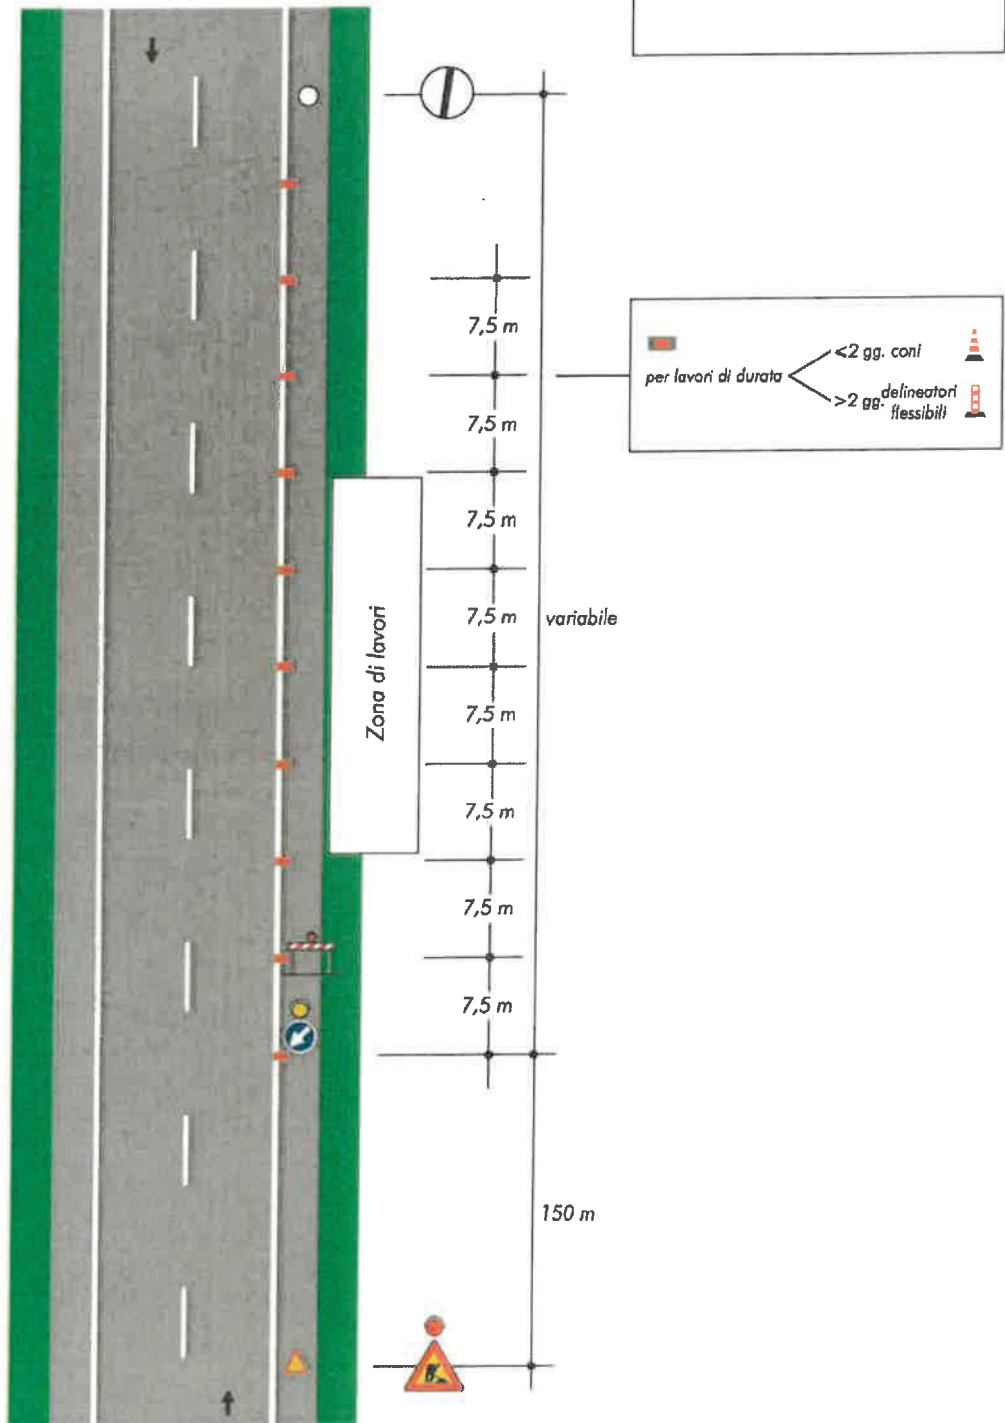 7,5 m
7,5 m
7,5 m
7,5 m
7,5 m
7,5 m
7,5 m
7,5 m
variabile
150 m
Zona di lavori
per lavori di durata
<2 gg. coni
>2 gg. delineatori
flessibili